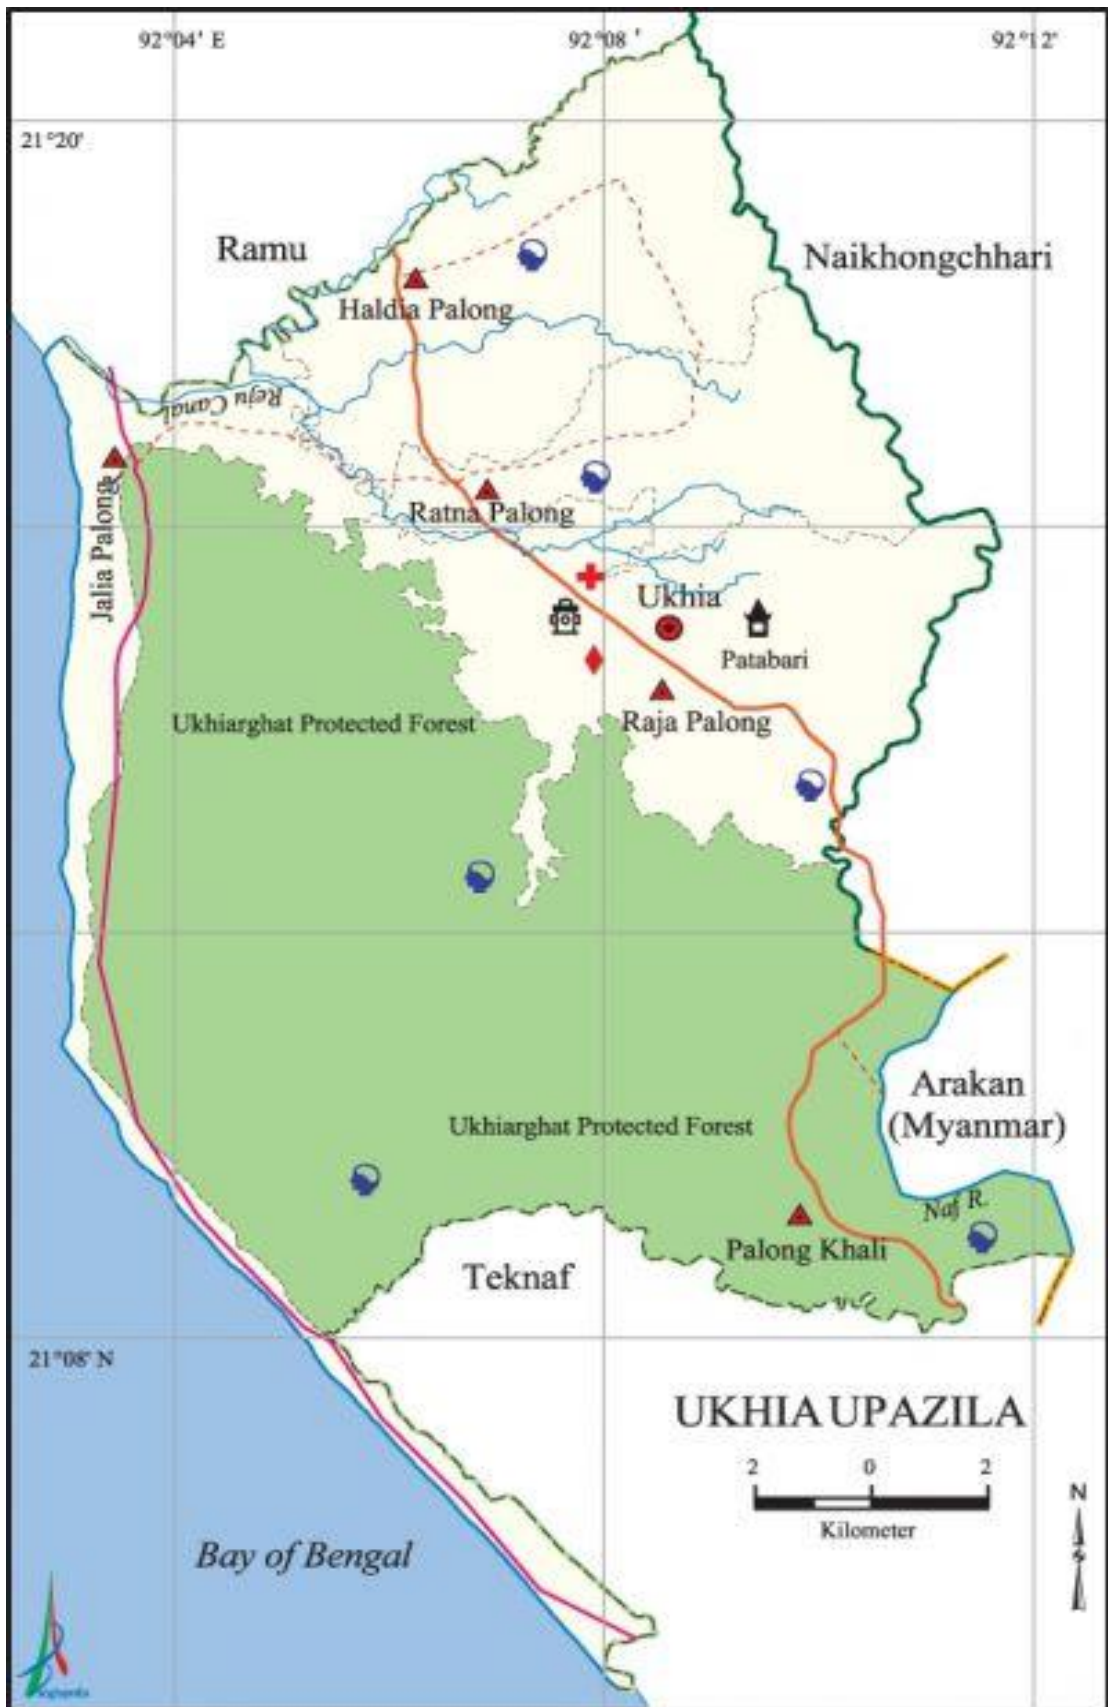 92°04' E
92°08'
92°12'
21°20'
Ramu
Naikhongchhari
Haldia Palong
Reju Canal
Jalia Palong
Ratna Palong
Ukhia
Patabari
Raja Palong
Ukhiarghat Protected Forest
Arakan
(Myanmar)
Ukhiarghat Protected Forest
Naf R.
Palong Khali
Teknaf
21°08' N
UKHIA UPAZILA
2 0 2
Kilometer
N
Bay of Bengal